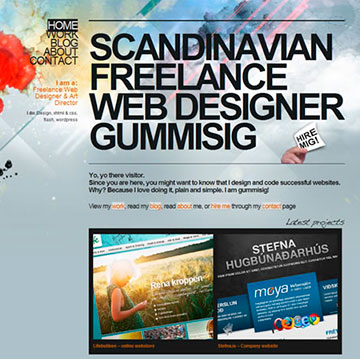 HOME
WORK
BLOG
ABOUT
CONTACT
I am a:
Freelance Web
Designer & Art
Director
I do: Design, xhtml & css,
flash, wordpress
SCANDINAVIAN
FREELANCE
WEB DESIGNER
GUMMISIG
HIRE
MIG!
Yo, yo there visitor.
Since you are here, you might want to know that I design and code successful websites.
Why? Because I love doing it, plain and simple. I am gummisig!
View my work, read my blog, read about me, or hire me through my contact page
Latest projects
Rena kroppen
STEFNA
HUGBÚNAÐARHÚS
moya
Lifebutiken - online webstore
Stefna.is - Company website